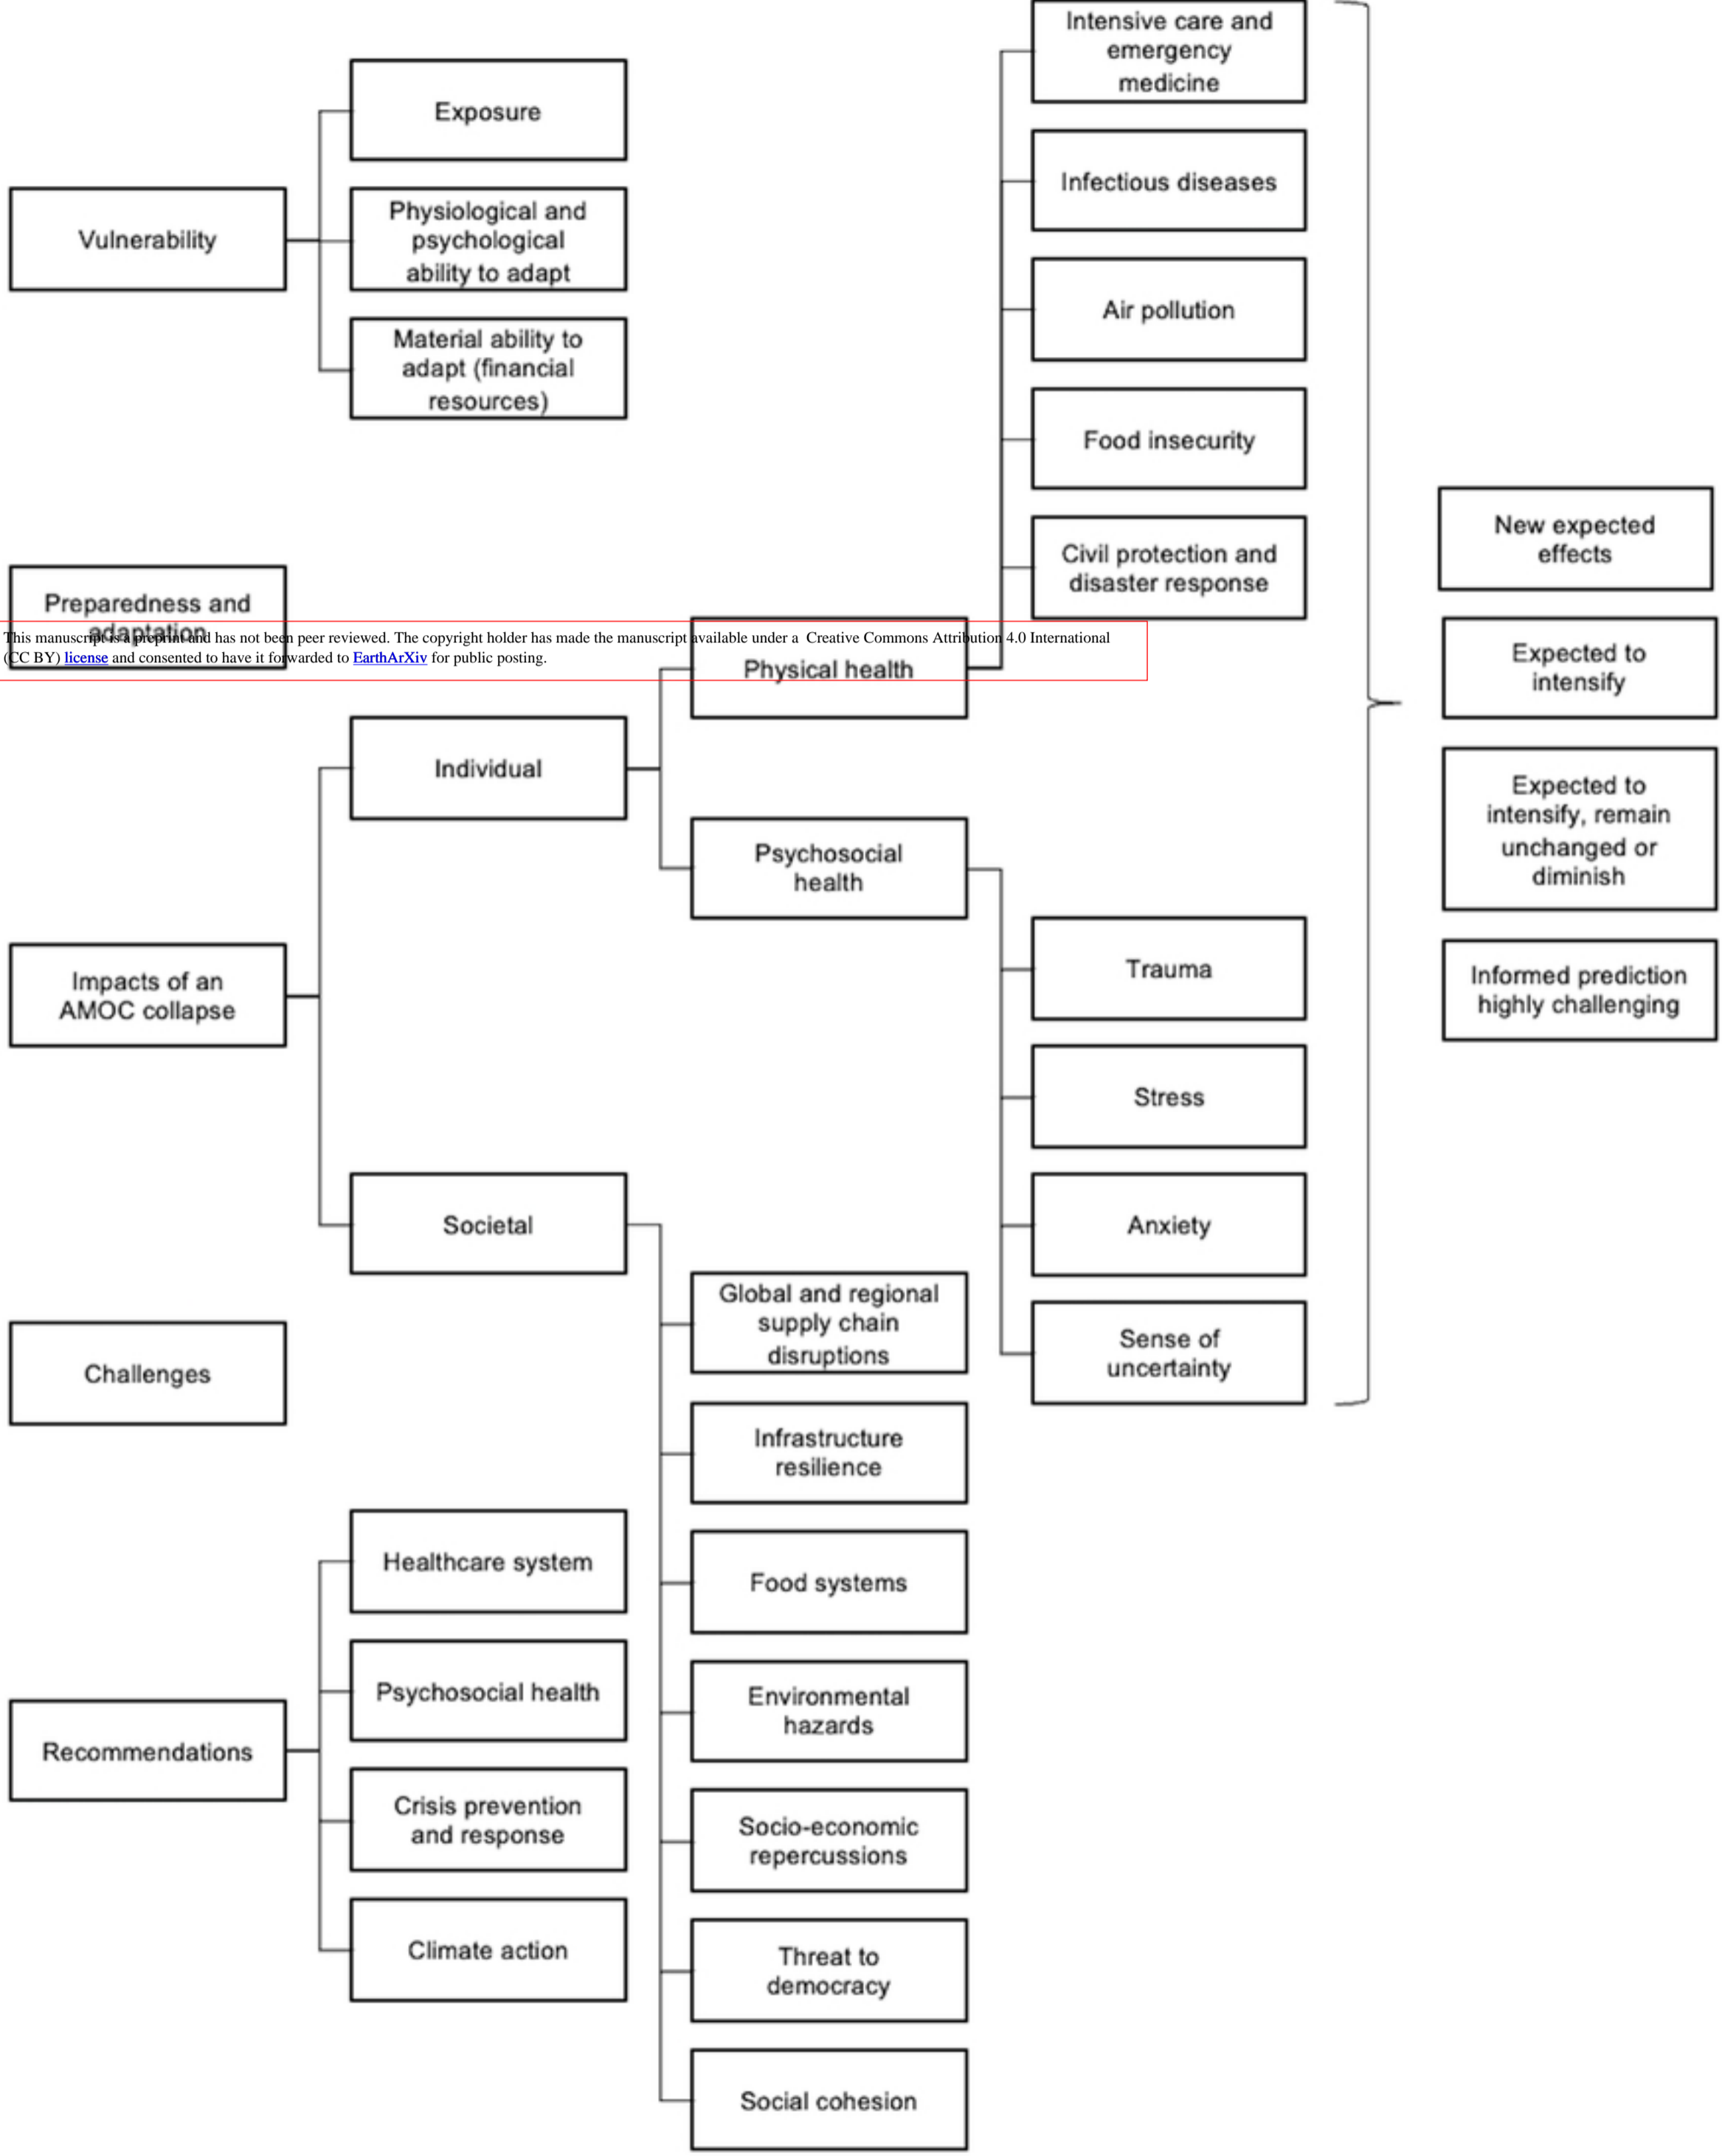 Intensive care and
emergency
medicine
Exposure
Infectious diseases
Physiological and
psychological
ability to adapt
Vulnerability
Air pollution
Material ability to
adapt (financial
resources)
Food insecurity
New expected
effects
Civil protection and
disaster response
Preparedness and
adaptation
This manuscript is a preprint and has not been peer reviewed. The copyright holder has made the manuscript available under a Creative Commons Attribution 4.0 International
(CC BY) license and consented to have it forwarded to EarthArXiv for public posting.
Physical health
Expected to
intensify
Individual
Expected to
intensify, remain
unchanged or
diminish
Psychosocial
health
Trauma
Informed prediction
highly challenging
Impacts of an
AMOC collapse
Stress
Societal
Anxiety
Global and regional
supply chain
disruptions
Sense of
uncertainty
Challenges
Infrastructure
resilience
Healthcare system
Food systems
Psychosocial health
Environmental
hazards
Recommendations
Crisis prevention
and response
Socio-economic
repercussions
Climate action
Threat to
democracy
Social cohesion